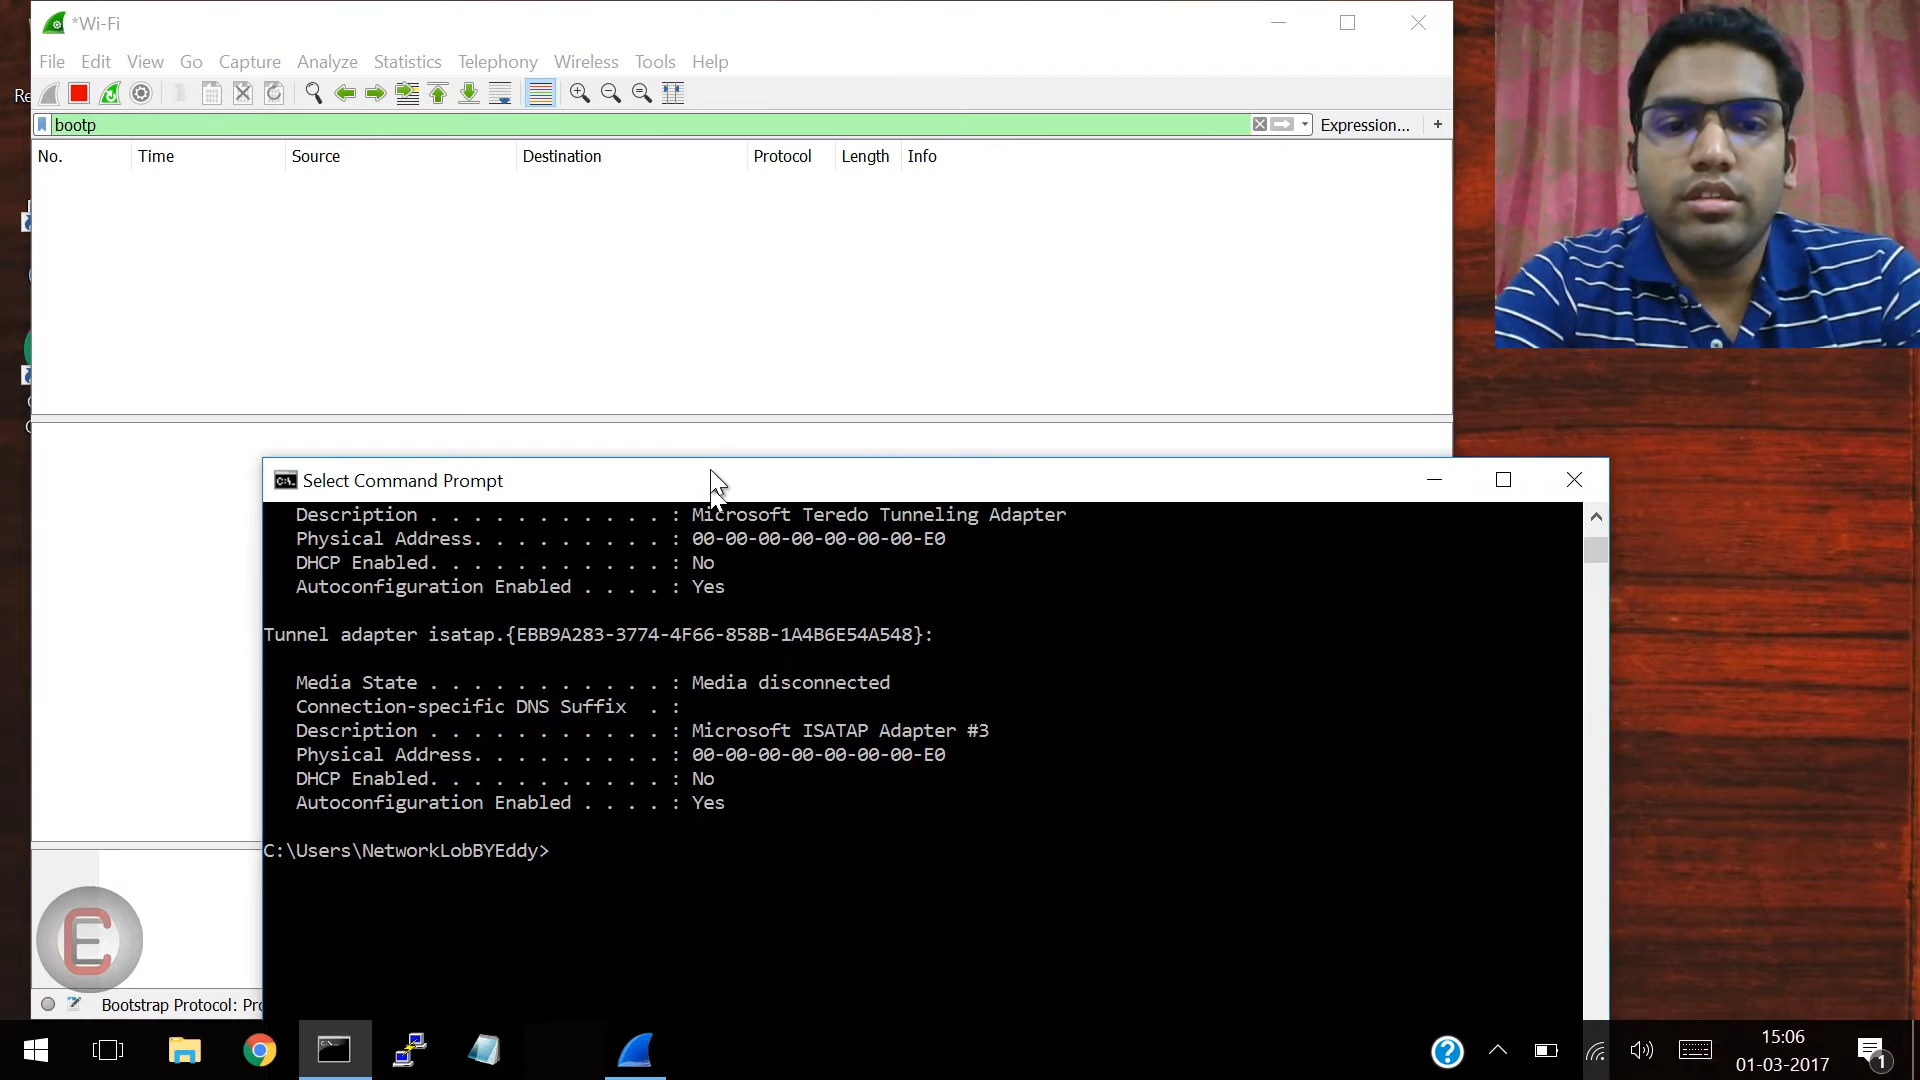 *Wi-Fi
File Edit View Go Capture Analyze Statistics Telephony Wireless Tools Help
Re
bootp
Expression... +
No. Time Source Destination Protocol Length Info
Select Command Prompt
Description . . . . . . . . . . . : Microsoft Teredo Tunneling Adapter
Physical Address. . . . . . . . . : 00-00-00-00-00-00-00-E0
DHCP Enabled. . . . . . . . . . . : No
Autoconfiguration Enabled . . . . : Yes
Tunnel adapter isatap.{EBB9A283-3774-4F66-858B-1A4B6E54A548}:
Media State . . . . . . . . . . . : Media disconnected
Connection-specific DNS Suffix  . :
Description . . . . . . . . . . . : Microsoft ISATAP Adapter #3
Physical Address. . . . . . . . . : 00-00-00-00-00-00-00-E0
DHCP Enabled. . . . . . . . . . . : No
Autoconfiguration Enabled . . . . : Yes
C:\Users\NetworkLobBYEddy>
E
Bootstrap Protocol: Pro
15:06
01-03-2017
1